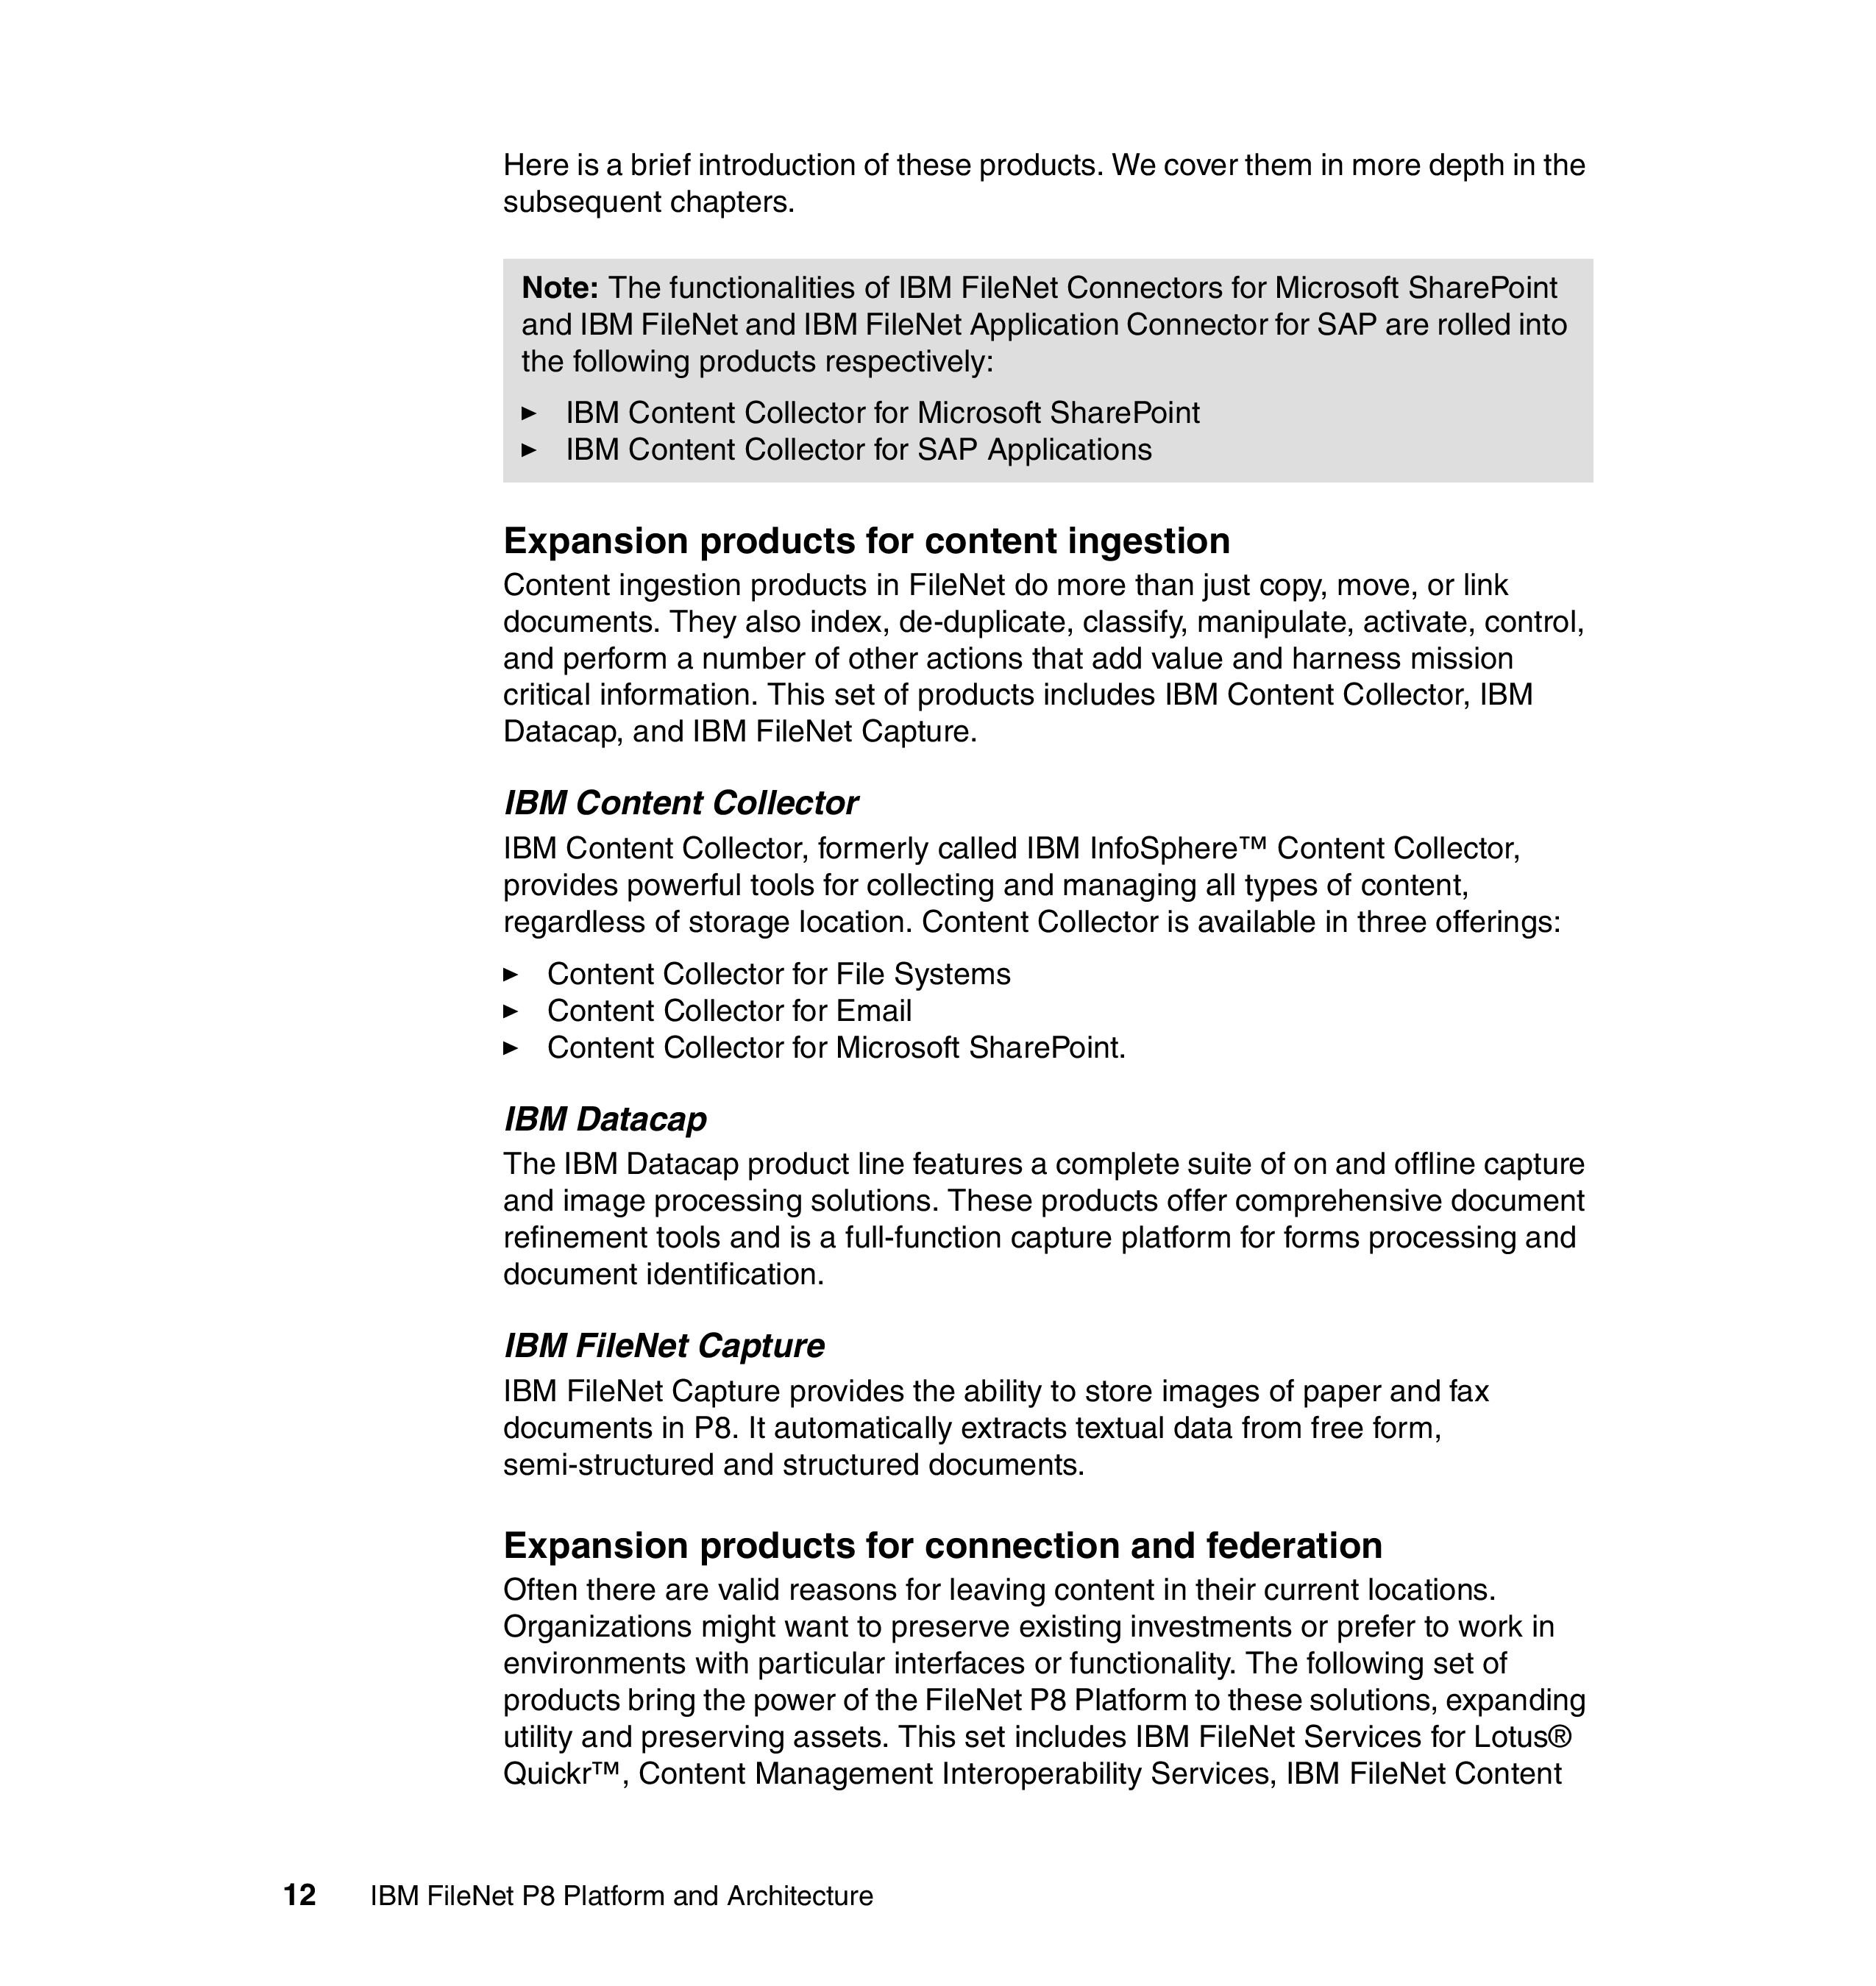 Here is a brief introduction of these products. We cover them in more depth in the
subsequent chapters.
Note: The functionalities of IBM FileNet Connectors for Microsoft SharePoint
and IBM FileNet and IBM FileNet Application Connector for SAP are rolled into
the following products respectively:
► IBM Content Collector for Microsoft SharePoint
► IBM Content Collector for SAP Applications
Expansion products for content ingestion
Content ingestion products in FileNet do more than just copy, move, or link
documents. They also index, de-duplicate, classify, manipulate, activate, control,
and perform a number of other actions that add value and harness mission
critical information. This set of products includes IBM Content Collector, IBM
Datacap, and IBM FileNet Capture.
IBM Content Collector
IBM Content Collector, formerly called IBM InfoSphere™ Content Collector,
provides powerful tools for collecting and managing all types of content,
regardless of storage location. Content Collector is available in three offerings:
► Content Collector for File Systems
► Content Collector for Email
► Content Collector for Microsoft SharePoint.
IBM Datacap
The IBM Datacap product line features a complete suite of on and offline capture
and image processing solutions. These products offer comprehensive document
refinement tools and is a full-function capture platform for forms processing and
document identification.
IBM FileNet Capture
IBM FileNet Capture provides the ability to store images of paper and fax
documents in P8. It automatically extracts textual data from free form,
semi-structured and structured documents.
Expansion products for connection and federation
Often there are valid reasons for leaving content in their current locations.
Organizations might want to preserve existing investments or prefer to work in
environments with particular interfaces or functionality. The following set of
products bring the power of the FileNet P8 Platform to these solutions, expanding
utility and preserving assets. This set includes IBM FileNet Services for Lotus®
Quickr™, Content Management Interoperability Services, IBM FileNet Content
12 IBM FileNet P8 Platform and Architecture